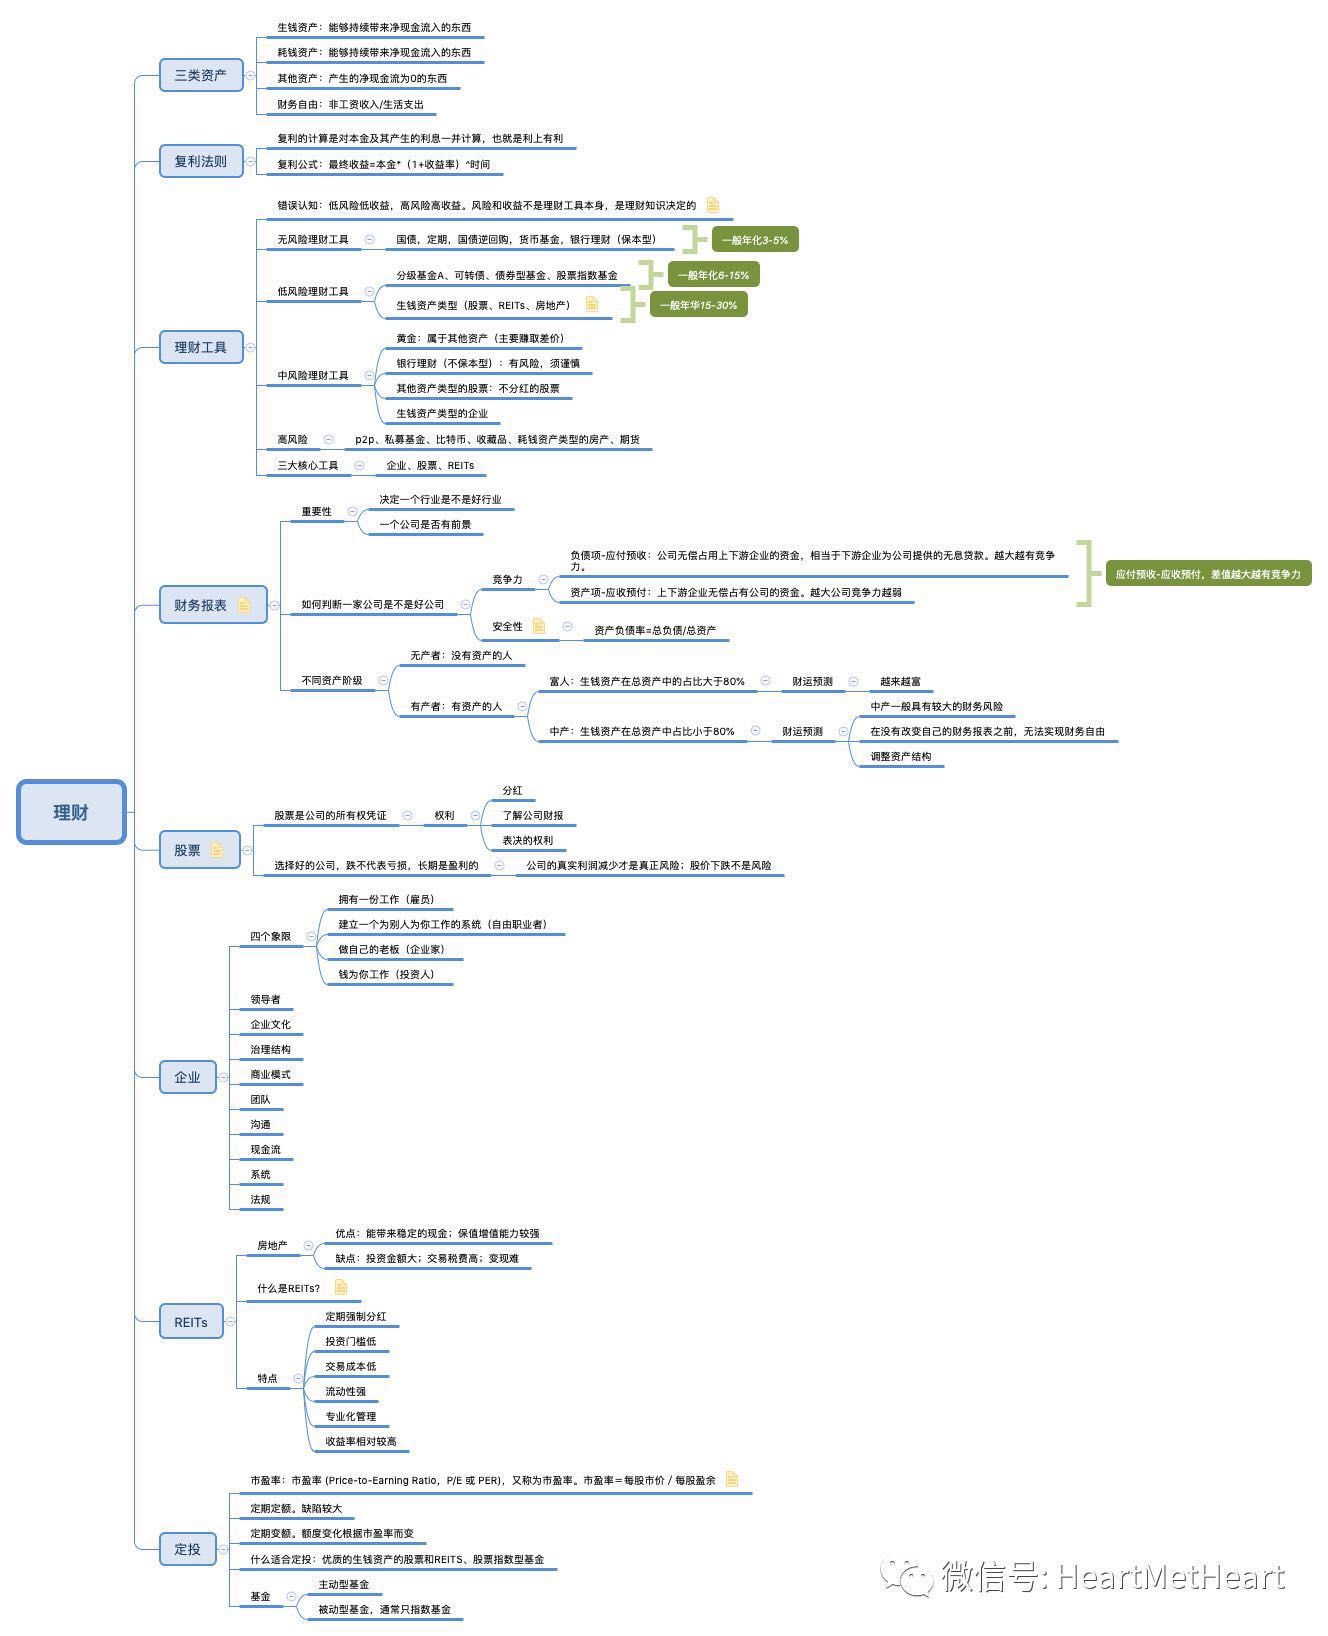 理财
三类资产
生钱资产：能够持续带来净现金流入的东西
耗钱资产：能够持续带来净现金流入的东西
其他资产：产生的净现金流为0的东西
财务自由：非工资收入/生活支出
复利法则
复利的计算是对本金及其产生的利息一并计算，也就是利上有利
复利公式：最终收益=本金*（1+收益率）^时间
理财工具
错误认知：低风险低收益，高风险高收益。风险和收益不是理财工具本身，是理财知识决定的
无风险理财工具
国债，定期，国债逆回购，货币基金，银行理财（保本型）
一般年化3-5%
低风险理财工具
分级基金A、可转债、债券型基金、股票指数基金
一般年化6-15%
生钱资产类型（股票、REITs、房地产）
一般年华15-30%
中风险理财工具
黄金：属于其他资产（主要赚取差价）
银行理财（不保本型）：有风险，须谨慎
其他资产类型的股票：不分红的股票
生钱资产类型的企业
高风险
p2p、私募基金、比特币、收藏品、耗钱资产类型的房产、期货
三大核心工具
企业、股票、REITs
财务报表
重要性
决定一个行业是不是好行业
一个公司是否有前景
如何判断一家公司是不是好公司
竞争力
负债项-应付预收：公司无偿占用上下游企业的资金，相当于下游企业为公司提供的无息贷款。越大越有竞争
力。
资产项-应收预付：上下游企业无偿占有公司的资金。越大公司竞争力越弱
应付预收-应收预付，差值越大越有竞争力
安全性
资产负债率=总负债/总资产
不同资产阶级
无产者：没有资产的人
有产者：有资产的人
富人：生钱资产在总资产中的占比大于80%
财运预测
越来越富
中产：生钱资产在总资产中占比小于80%
财运预测
中产一般具有较大的财务风险
在没有改变自己的财务报表之前，无法实现财务自由
调整资产结构
股票
股票是公司的所有权凭证
权利
分红
了解公司财报
表决的权利
选择好的公司，跌不代表亏损，长期是盈利的
公司的真实利润减少才是真正风险；股价下跌不是风险
企业
四个象限
拥有一份工作（雇员）
建立一个为别人为你工作的系统（自由职业者）
做自己的老板（企业家）
钱为你工作（投资人）
领导者
企业文化
治理结构
商业模式
团队
沟通
现金流
系统
法规
REITs
房地产
优点：能带来稳定的现金；保值增值能力较强
缺点：投资金额大；交易税费高；变现难
什么是REITs?
特点
定期强制分红
投资门槛低
交易成本低
流动性强
专业化管理
收益率相对较高
定投
市盈率：市盈率 (Price-to-Earning Ratio，P/E 或 PER)，又称为市盈率。市盈率＝每股市价 / 每股盈余
定期定额。缺陷较大
定期变额。额度变化根据市盈率而变
什么适合定投：优质的生钱资产的股票和REITS、股票指数型基金
基金
主动型基金
被动型基金，通常只指数基金
微信号: HeartMetHeart